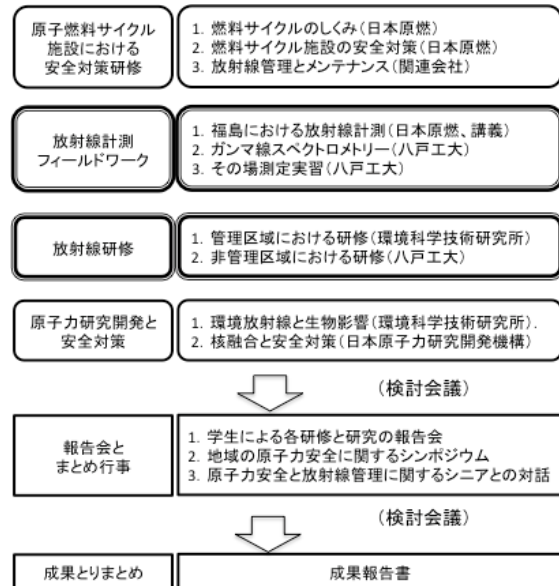 原子燃料サイクル
施設における
安全対策研修
1. 燃料サイクルのしくみ(日本原燃)
2. 燃料サイクル施設の安全対策(日本原燃)
3. 放射線管理とメンテナンス(関連会社)
放射線計測
フィールドワーク
1. 福島における放射線計測(日本原燃、講義)
2. ガンマ線スペクトロメトリー(八戸工大)
3. その場測定実習(八戸工大)
放射線研修
1. 管理区域における研修(環境科学技術研究所)
2. 非管理区域における研修(八戸工大)
原子力研究開発と
安全対策
1. 環境放射線と生物影響(環境科学技術研究所).
2. 核融合と安全対策(日本原子力研究開発機構)
(検討会議)
報告会と
まとめ行事
1. 学生による各研修と研究の報告会
2. 地域の原子力安全に関するシンポジウム
3. 原子力安全と放射線管理に関するシニアとの対話
(検討会議)
成果とりまとめ
成果報告書